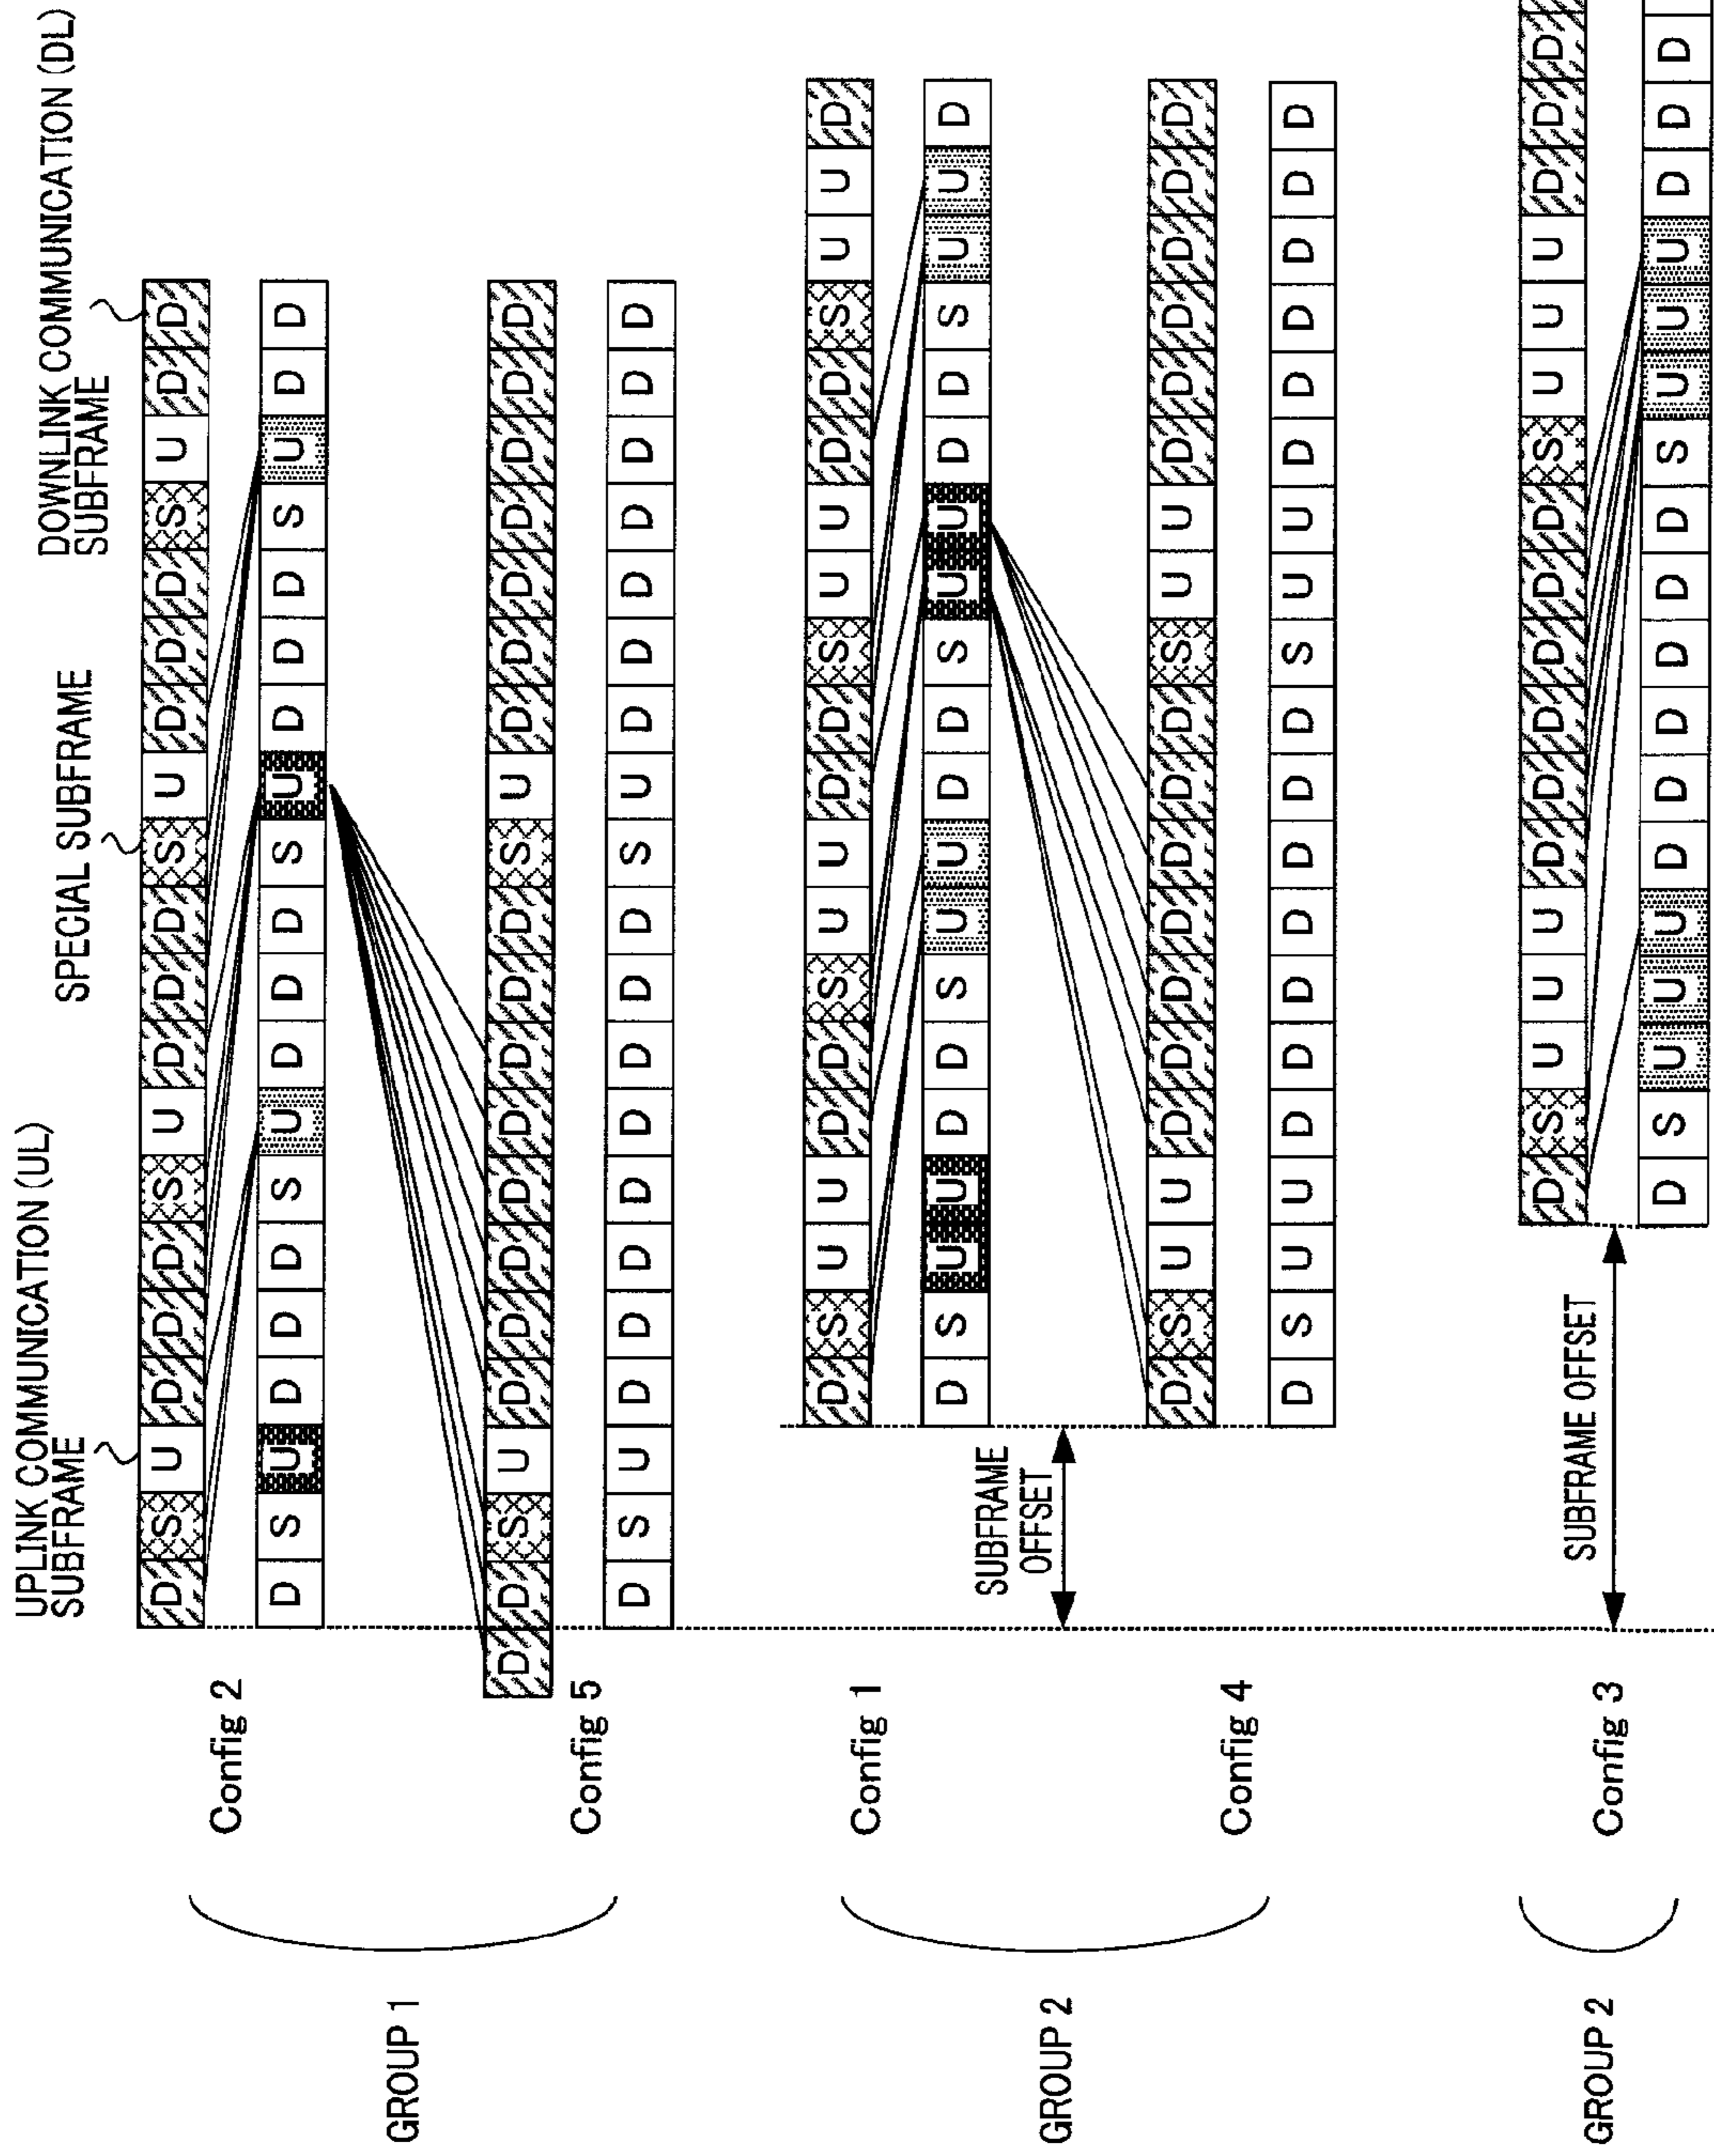 UPLINK COMMUNICATION (UL)
SUBFRAME
SPECIAL SUBFRAME
DOWNLINK COMMUNICATION (DL)
SUBFRAME
GROUP 1
Config 2
D S U D D D S U D D D S U D D D S U D D
D S U D D D S U D D D S U D D D S U D D
Config 5
D D S U D D D D D D D D S U D D D D D D D
D S U D D D D D D D D S U D D D D D D D
GROUP 2
Config 1
D S U U D D S U U D D S U U D D S U U D
D S U U D D S U U D D S U U D D S U U D
SUBFRAME
OFFSET
Config 4
D S U U D D D D D D D S U U D D D D D D
D S U U D D D D D D D S U U D D D D D D
GROUP 2
Config 3
SUBFRAME OFFSET
D S U U U D D D D D D S U U U D D D
D S U U U D D D D D D S U U U D D D